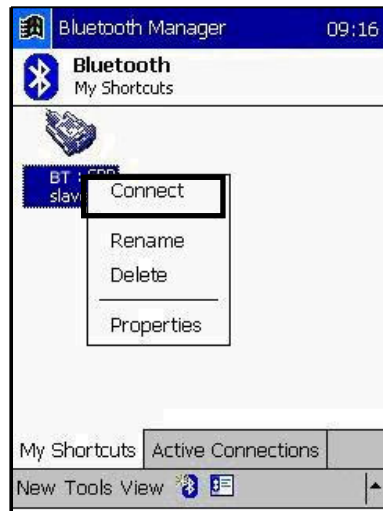 Bluetooth Manager 09:16
Bluetooth
My Shortcuts
BT :
Connect
Rename
Delete
Properties
My Shortcuts Active Connections
New Tools View